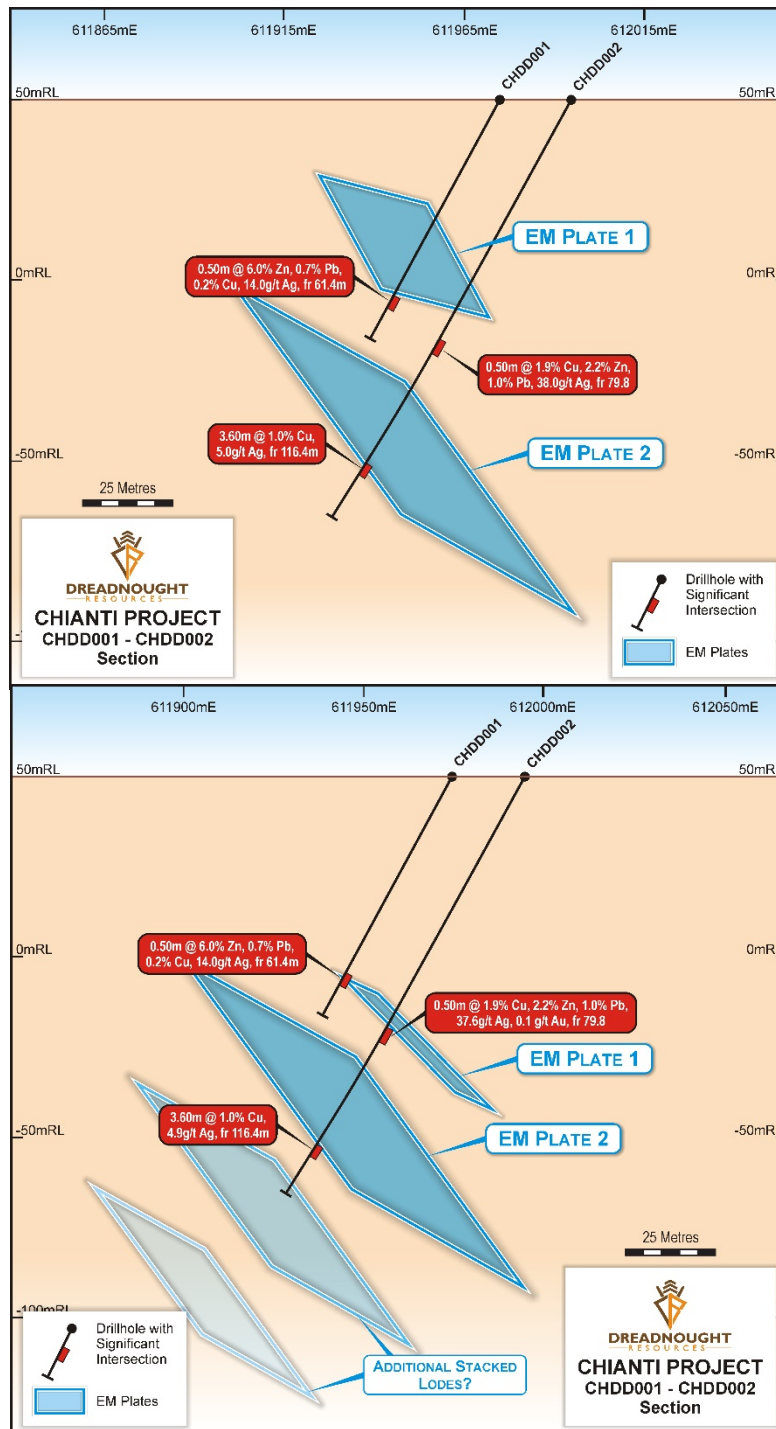 611865mE
611915mE
611965mE
612015mE
CHDD001
CHDD002
50mRL
50mR
EM PLATE 1
0mRL
0mR
0.50m @ 6.0% Zn, 0.7% Pb,
0.2% Cu, 14.0g/t Ag, fr 61.4m
0.50m @ 1.9% Cu, 2.2% Zn,
1.0% Pb, 38.0g/t Ag, fr 79.8
3.60m @ 1.0% Cu,
5.0g/t Ag, fr 116.4m
EM PLATE 2
-50mRL
-50mR
25 Metres
DREADNOUGHT
RESOURCES
CHIANTI PROJECT
CHDD001 - CHDD002
Section
Drillhole with
Significant
Intersection
EM Plates
611900mE
611950mE
612000mE
612050mE
CHDD001
CHDD002
50mRL
50mR
0mRL
0mR
0.50m @ 6.0% Zn, 0.7% Pb,
0.2% Cu, 14.0g/t Ag, fr 61.4m
0.50m @ 1.9% Cu, 2.2% Zn, 1.0% Pb,
37.6g/t Ag, 0.1 g/t Au, fr 79.8
EM PLATE 1
3.60m @ 1.0% Cu,
4.9g/t Ag, fr 116.4m
EM PLATE 2
-50mRL
-50mR
25 Metres
-100mRL
Drillhole with
Significant
Intersection
EM Plates
ADDITIONAL STACKED
LODES?
DREADNOUGHT
RESOURCES
CHIANTI PROJECT
CHDD001 - CHDD002
Section